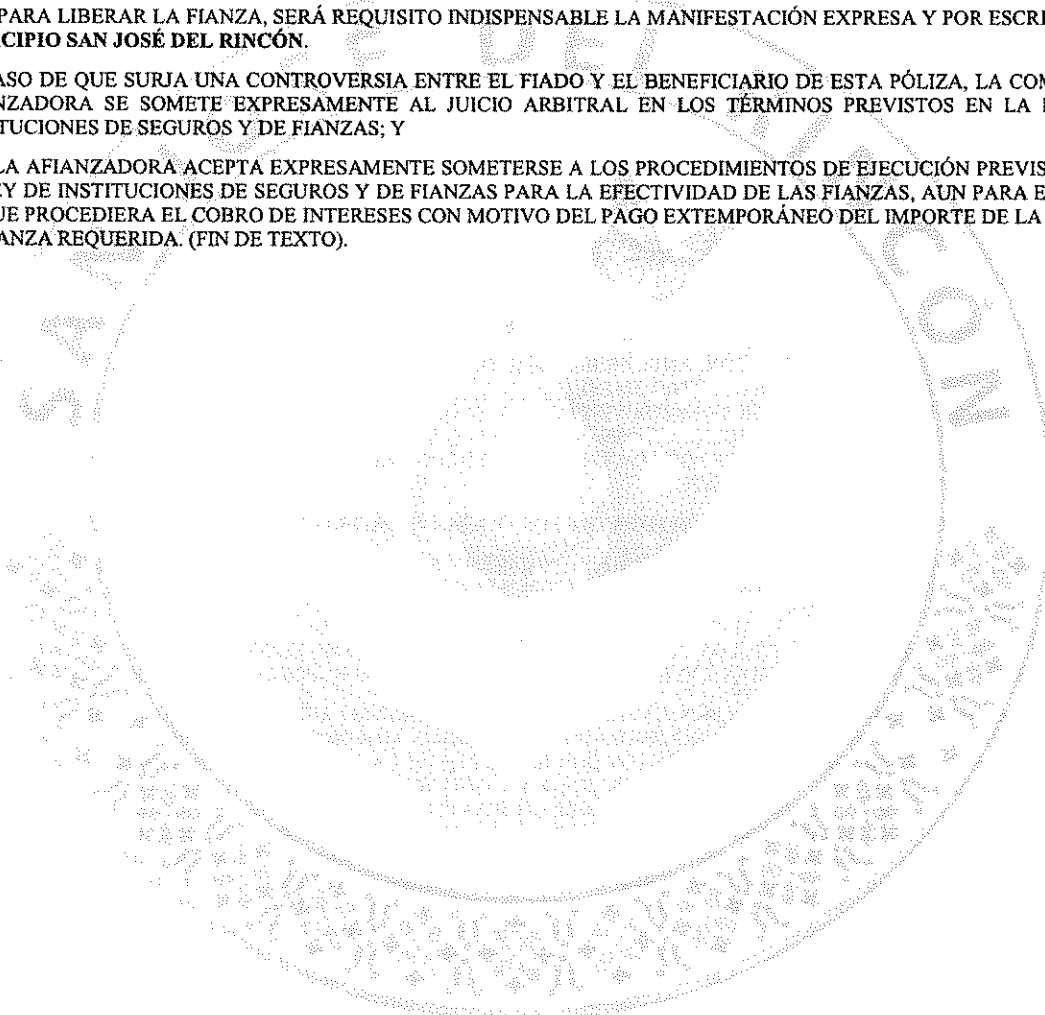 PARA LIBERAR LA FIANZA, SERÁ REQUISITO INDISPENSABLE LA MANIFESTACIÓN EXPRESA Y POR ESCRI
CIPIO SAN JOSÉ DEL RINCÓN.
ASO DE QUE SURJA UNA CONTROVERSIA ENTRE EL FIADO Y EL BENEFICIARIO DE ESTA PÓLIZA, LA COM
NZADORA SE SOMETE EXPRESAMENTE AL JUICIO ARBITRAL EN LOS TÉRMINOS PREVISTOS EN LA
TUCIONES DE SEGUROS Y DE FIANZAS; Y
LA AFIANZADORA ACEPTA EXPRESAMENTE SOMETERSE A LOS PROCEDIMIENTOS DE EJECUCIÓN PREVIS
EY DE INSTITUCIONES DE SEGUROS Y DE FIANZAS PARA LA EFECTIVIDAD DE LAS FIANZAS, AUN PARA E
UE PROCEDIERA EL COBRO DE INTERESES CON MOTIVO DEL PAGO EXTEMPORÁNEO DEL IMPORTE DE LA
ANZA REQUERIDA. (FIN DE TEXTO).